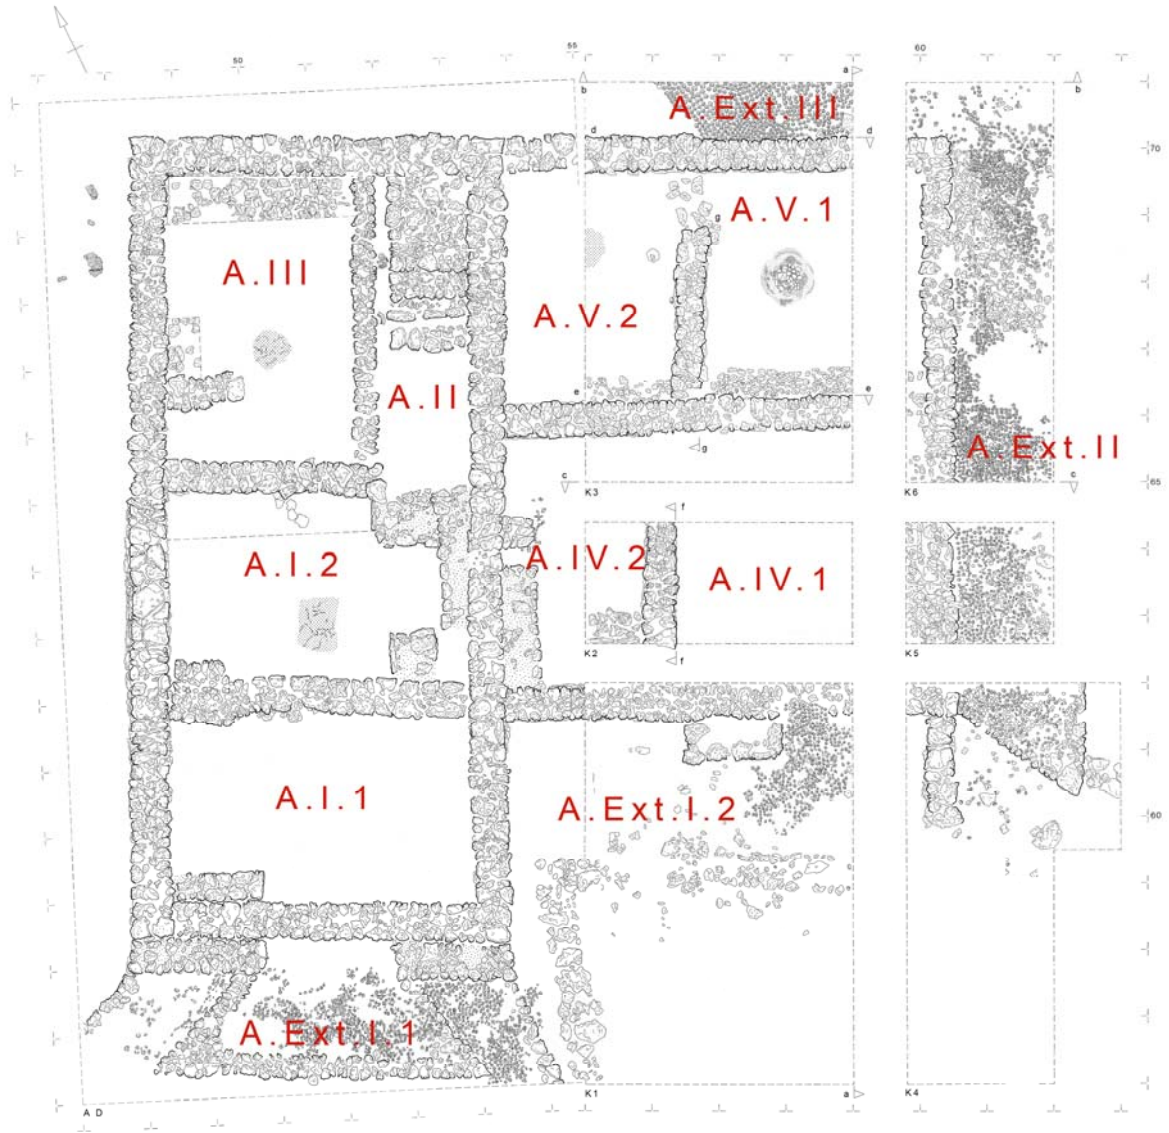 55
60
50
a
b
b
A.Ext.III
d
d
70
A.V.1
g
A.III
A.V.2
A.II
e
e
g
A.Ext.II
c
c
K3
K6
65
f
A.IV.2
A.I.2
A.IV.1
K2
f
K5
A.I.1
A.Ext.I.2
60
A.Ext.I.1
K1
a
K4
A D